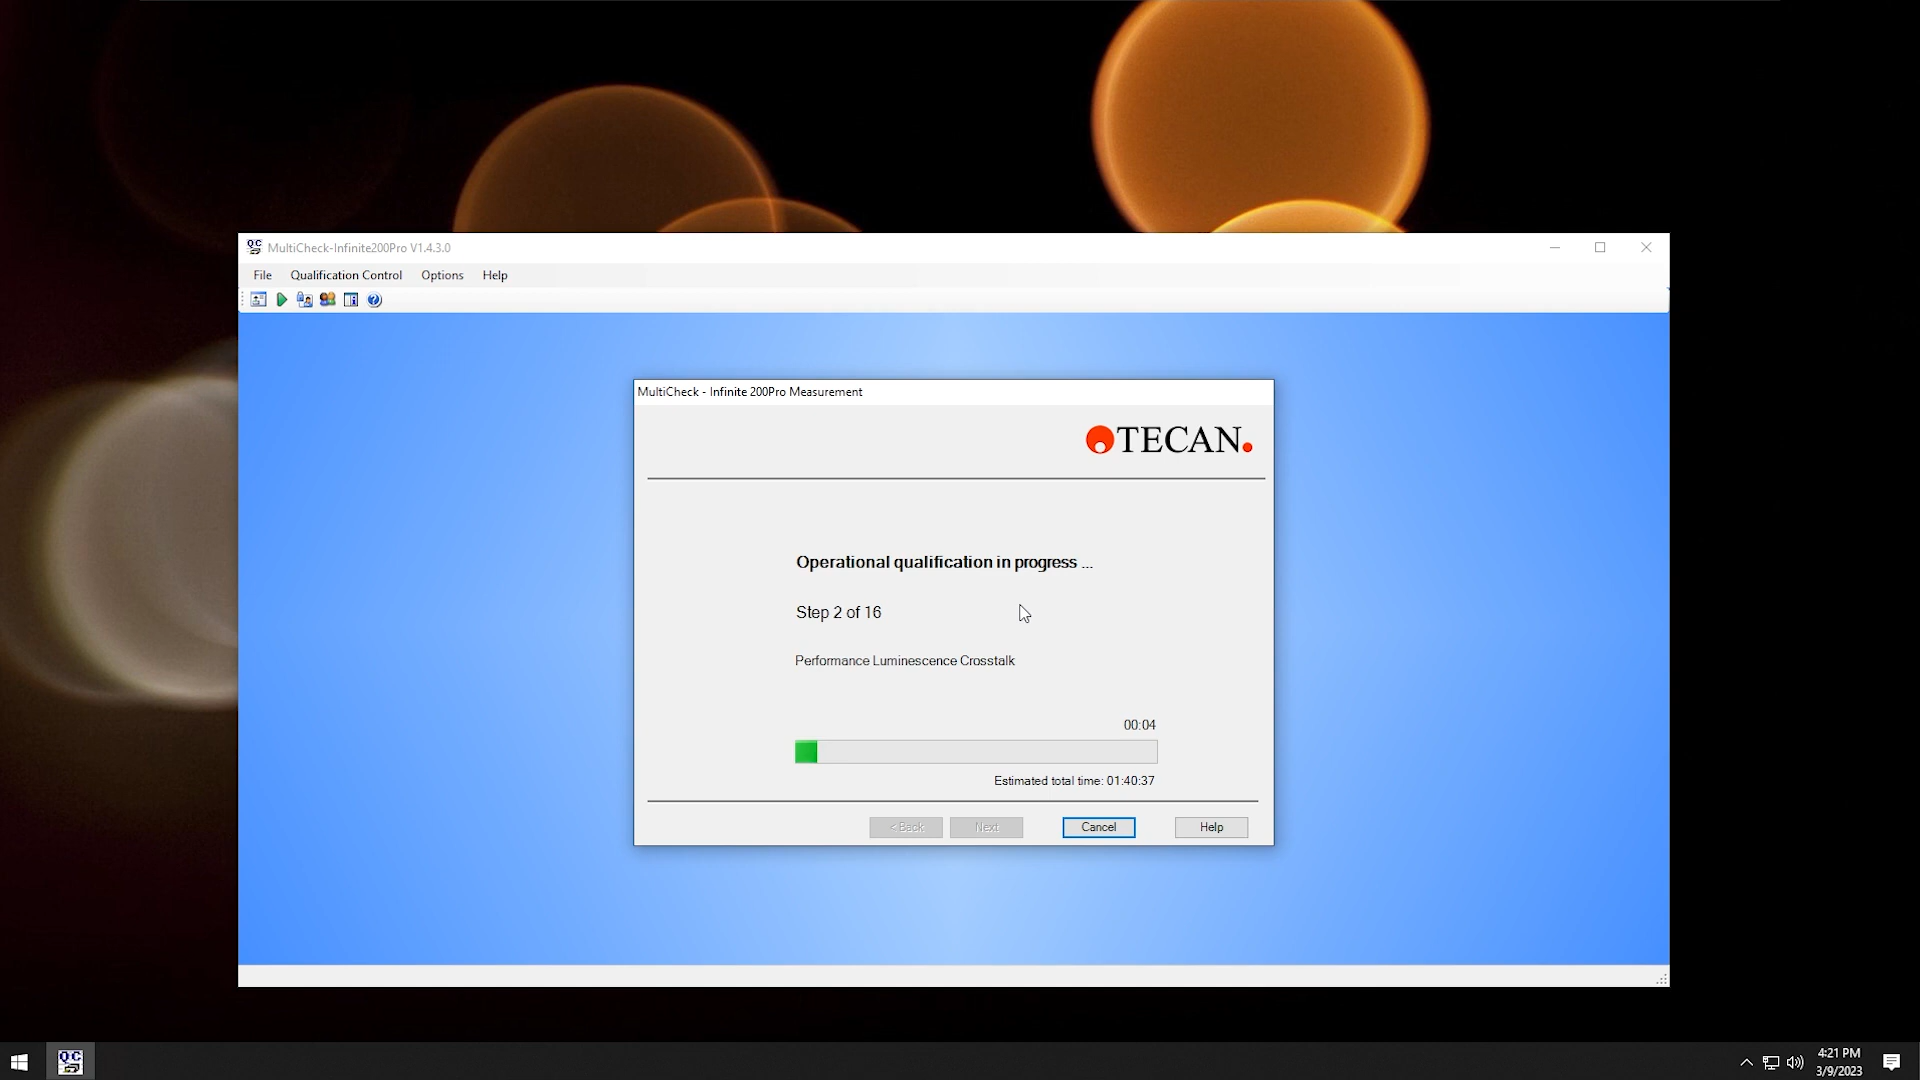 MultiCheck-Infinite200Pro V1.4.3.0
File Qualification Control Options Help
MultiCheck - Infinite 200Pro Measurement
TECAN.
Operational qualification in progress ...
Step 2 of 16
Performance Luminescence Crosstalk
00:04
Estimated total time: 01:40:37
< Back Next Cancel Help
QC
4:21 PM
3/9/2023